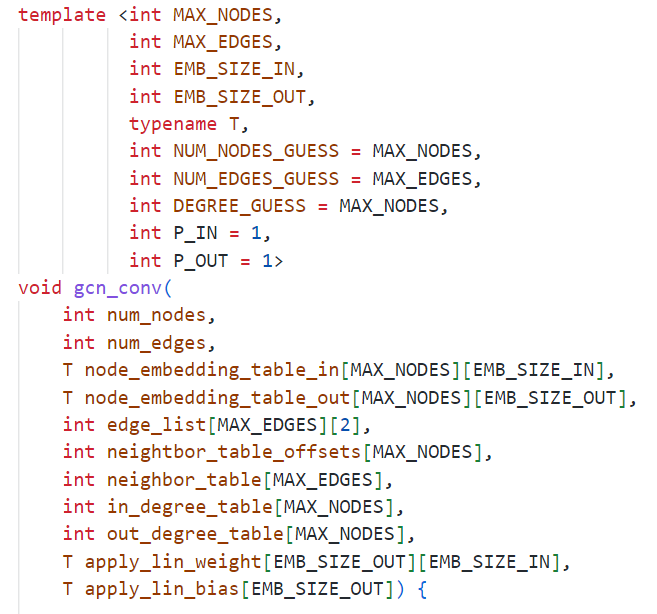 template <int MAX_NODES,
int MAX_EDGES,
int EMB_SIZE_IN,
int EMB_SIZE_OUT,
typename T,
int NUM_NODES_GUESS = MAX_NODES,
int NUM_EDGES_GUESS = MAX_EDGES,
int DEGREE_GUESS = MAX_NODES,
int P_IN = 1,
int P_OUT = 1>
void gcn_conv(
int num_nodes,
int num_edges,
T node_embedding_table_in[MAX_NODES][EMB_SIZE_IN],
T node_embedding_table_out[MAX_NODES][EMB_SIZE_OUT],
int edge_list[MAX_EDGES][2],
int neightbor_table_offsets[MAX_NODES],
int neighbor_table[MAX_EDGES],
int in_degree_table[MAX_NODES],
int out_degree_table[MAX_NODES],
T apply_lin_weight[EMB_SIZE_OUT][EMB_SIZE_IN],
T apply_lin_bias[EMB_SIZE_OUT]) {